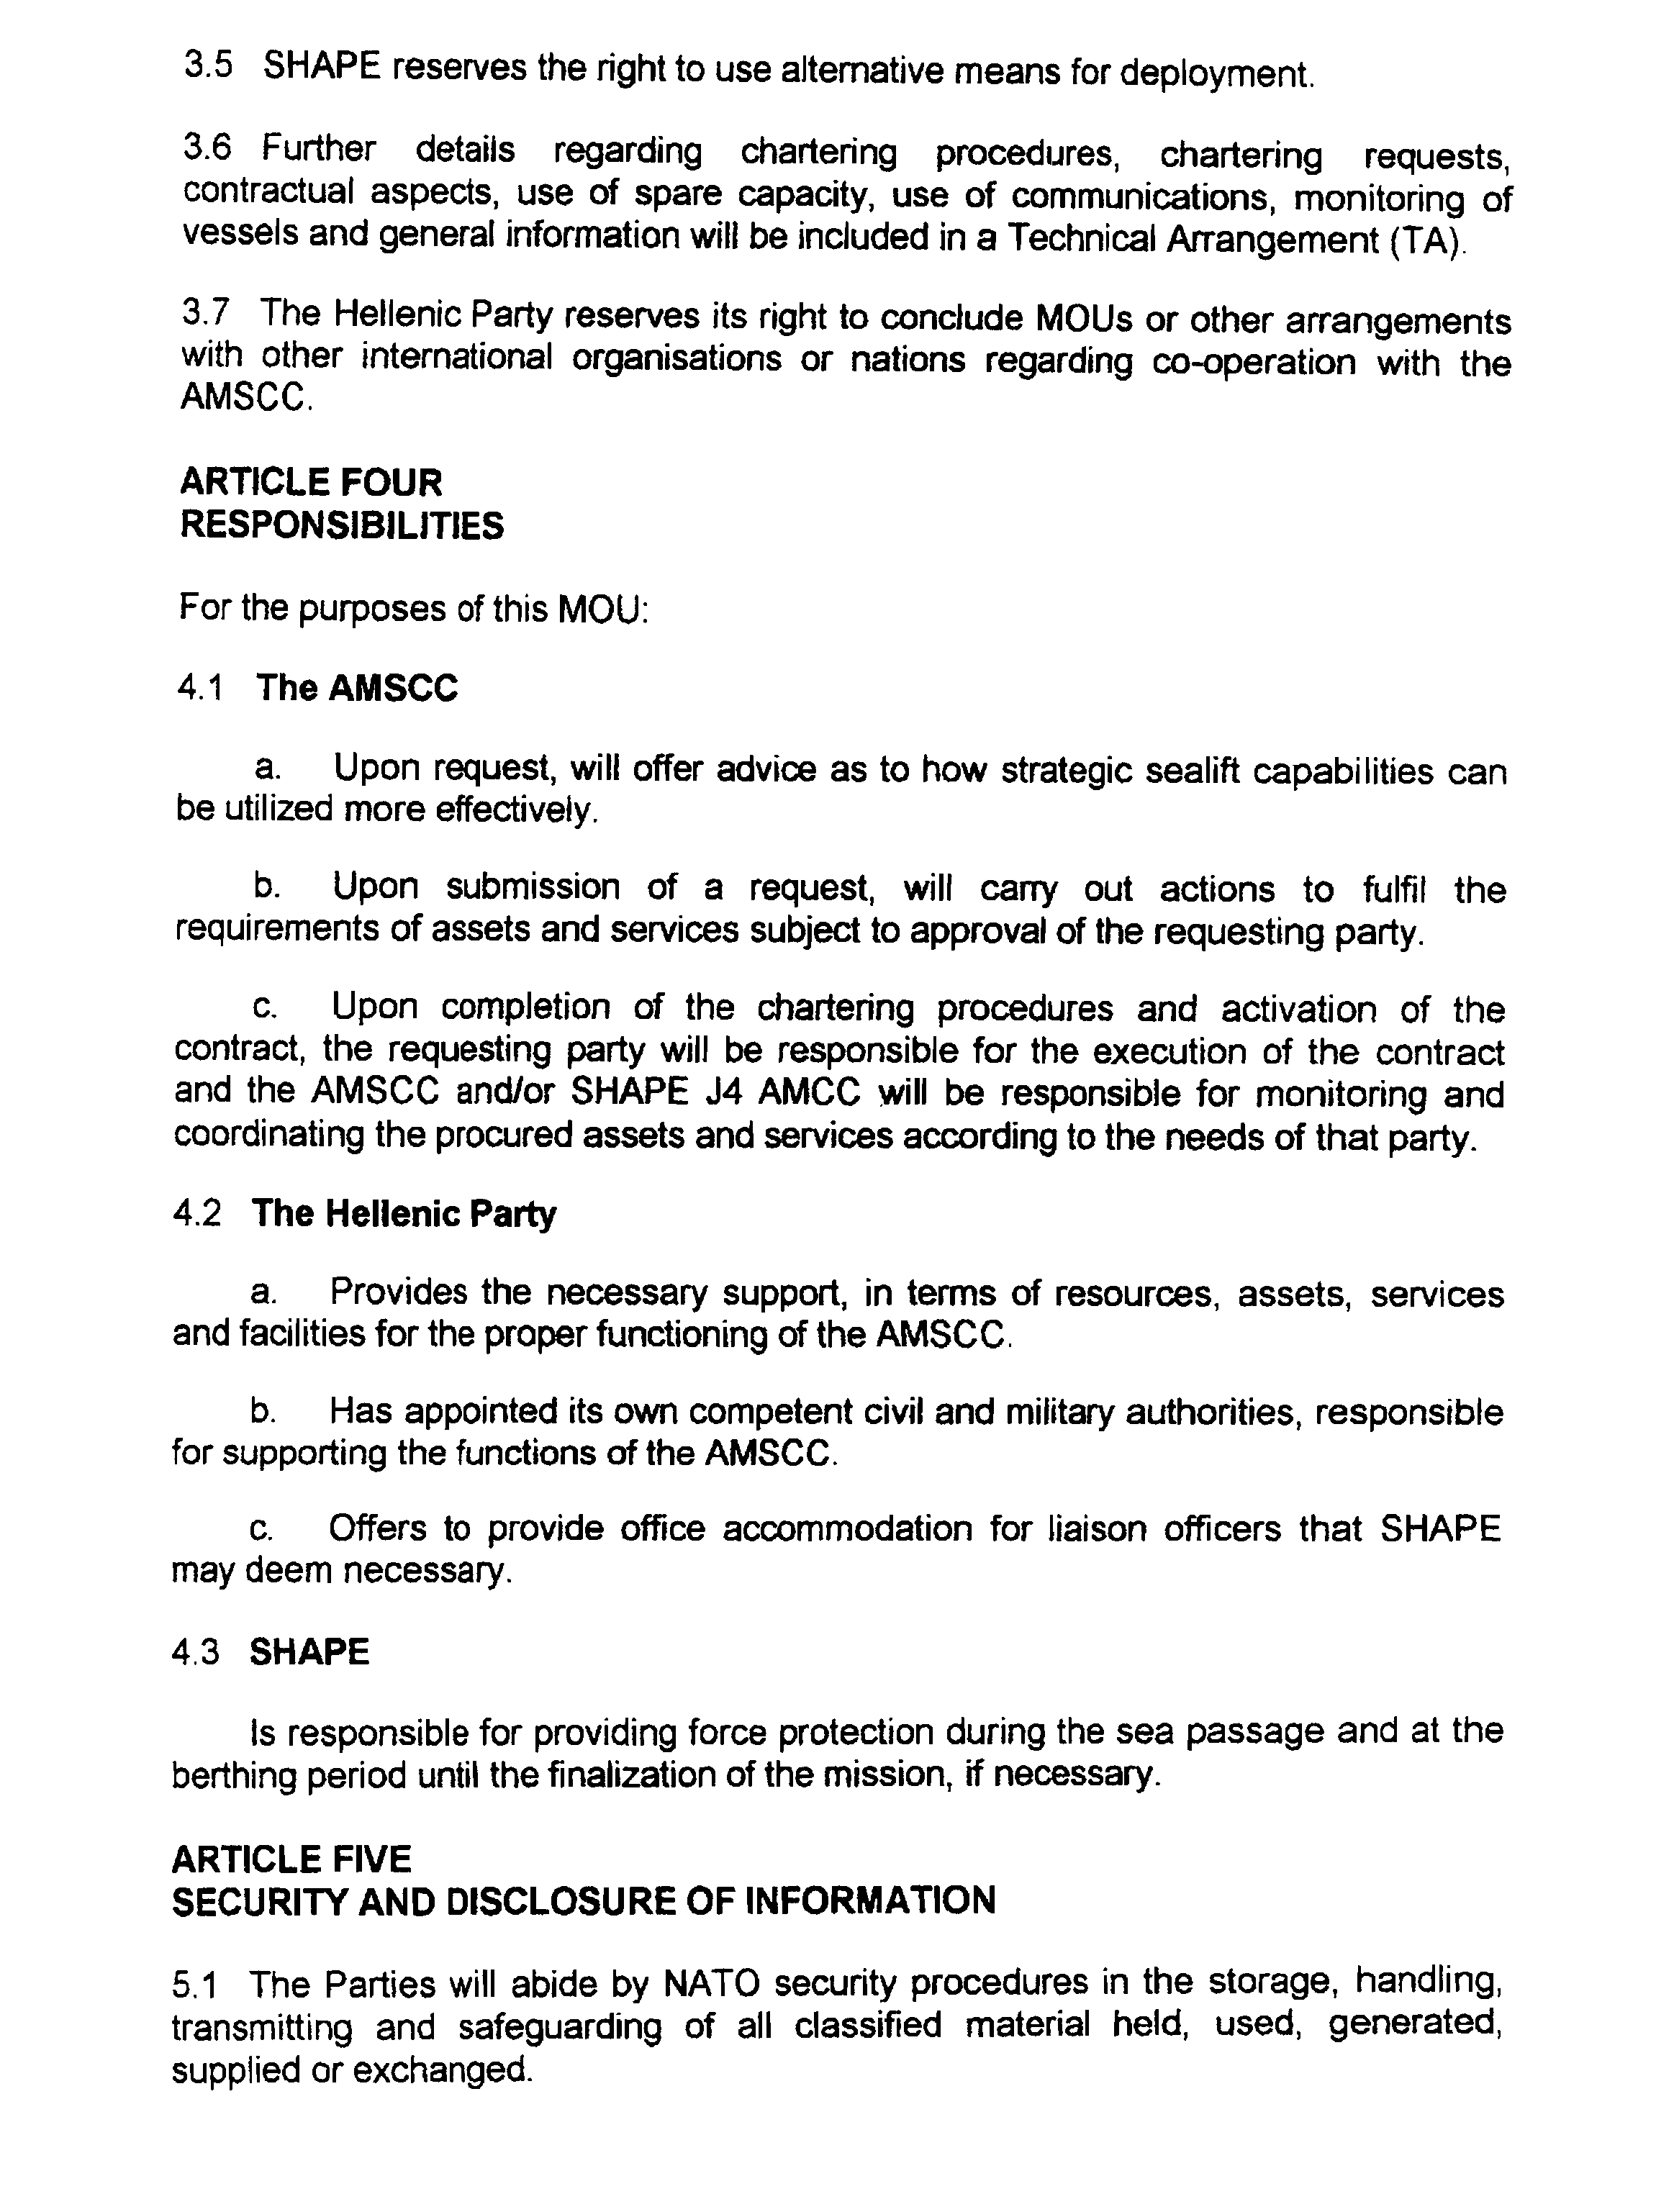 3.5 SHAPE reserves the right to use alternative means for deployment.
3.6 Further details regarding chartering procedures, chartering requests,
contractual aspects, use of spare capacity, use of communications, monitoring of
vessels and general information will be included in a Technical Arrangement (TA).
3.7 The Hellenic Party reserves its right to conclude MOUs or other arrangements
with other international organisations or nations regarding co-operation with the
AMSCC.
ARTICLE FOUR
RESPONSIBILITIES
For the purposes of this MOU:
4.1 The AMSCC
a. Upon request, will offer advice as to how strategic sealift capabilities can
be utilized more effectively.
b. Upon submission of a request, will carry out actions to fulfil the
requirements of assets and services subject to approval of the requesting party.
c. Upon completion of the chartering procedures and activation of the
contract, the requesting party will be responsible for the execution of the contract
and the AMSCC and/or SHAPE J4 AMCC will be responsible for monitoring and
coordinating the procured assets and services according to the needs of that party.
4.2 The Hellenic Party
a. Provides the necessary support, in terms of resources, assets, services
and facilities for the proper functioning of the AMSCC.
b. Has appointed its own competent civil and military authorities, responsible
for supporting the functions of the AMSCC.
c. Offers to provide office accommodation for liaison officers that SHAPE
may deem necessary.
4.3 SHAPE
Is responsible for providing force protection during the sea passage and at the
berthing period until the finalization of the mission, if necessary.
ARTICLE FIVE
SECURITY AND DISCLOSURE OF INFORMATION
5.1 The Parties will abide by NATO security procedures in the storage, handling,
transmitting and safeguarding of all classified material held, used, generated,
supplied or exchanged.